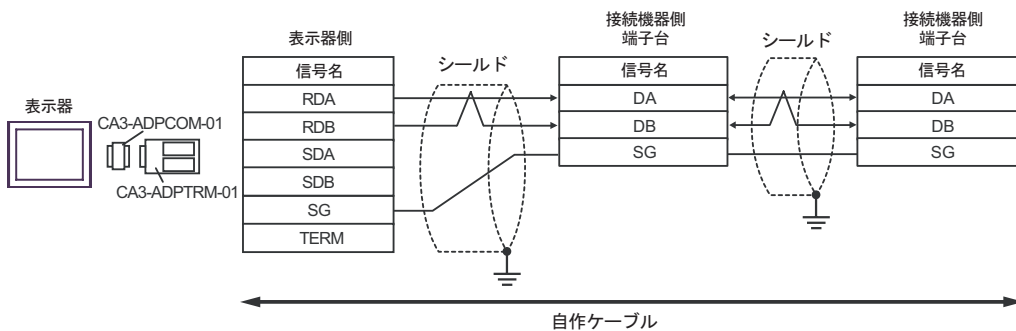 表示器
CA3-ADPCOM-01
CA3-ADPTRM-01
表示器側
信号名
RDA
RDB
SDA
SDB
SG
TERM
シールド
接続機器側
端子台
信号名
DA
DB
SG
シールド
接続機器側
端子台
信号名
DA
DB
SG
自作ケーブル